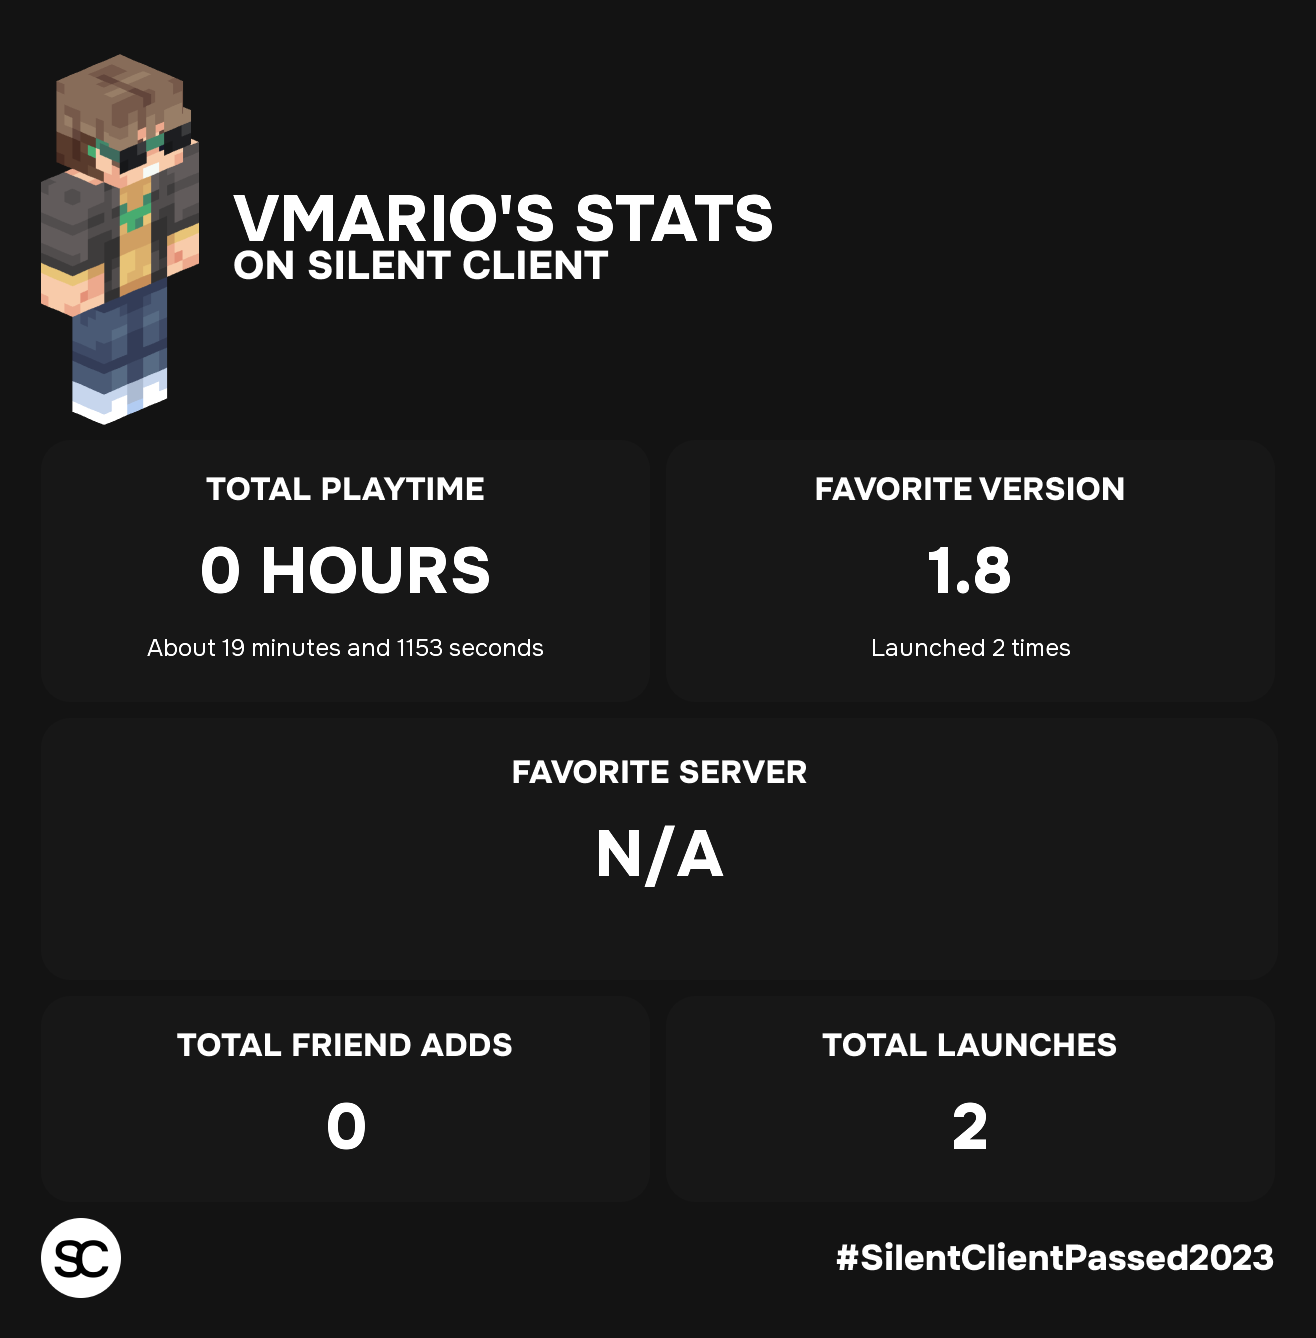 VMARIO'S STATS
ON SILENT CLIENT
TOTAL PLAYTIME
0 HOURS
About 19 minutes and 1153 seconds
FAVORITE VERSION
1.8
Launched 2 times
FAVORITE SERVER
N/A
TOTAL FRIEND ADDS
0
TOTAL LAUNCHES
2
SC
#SilentClientPassed2023